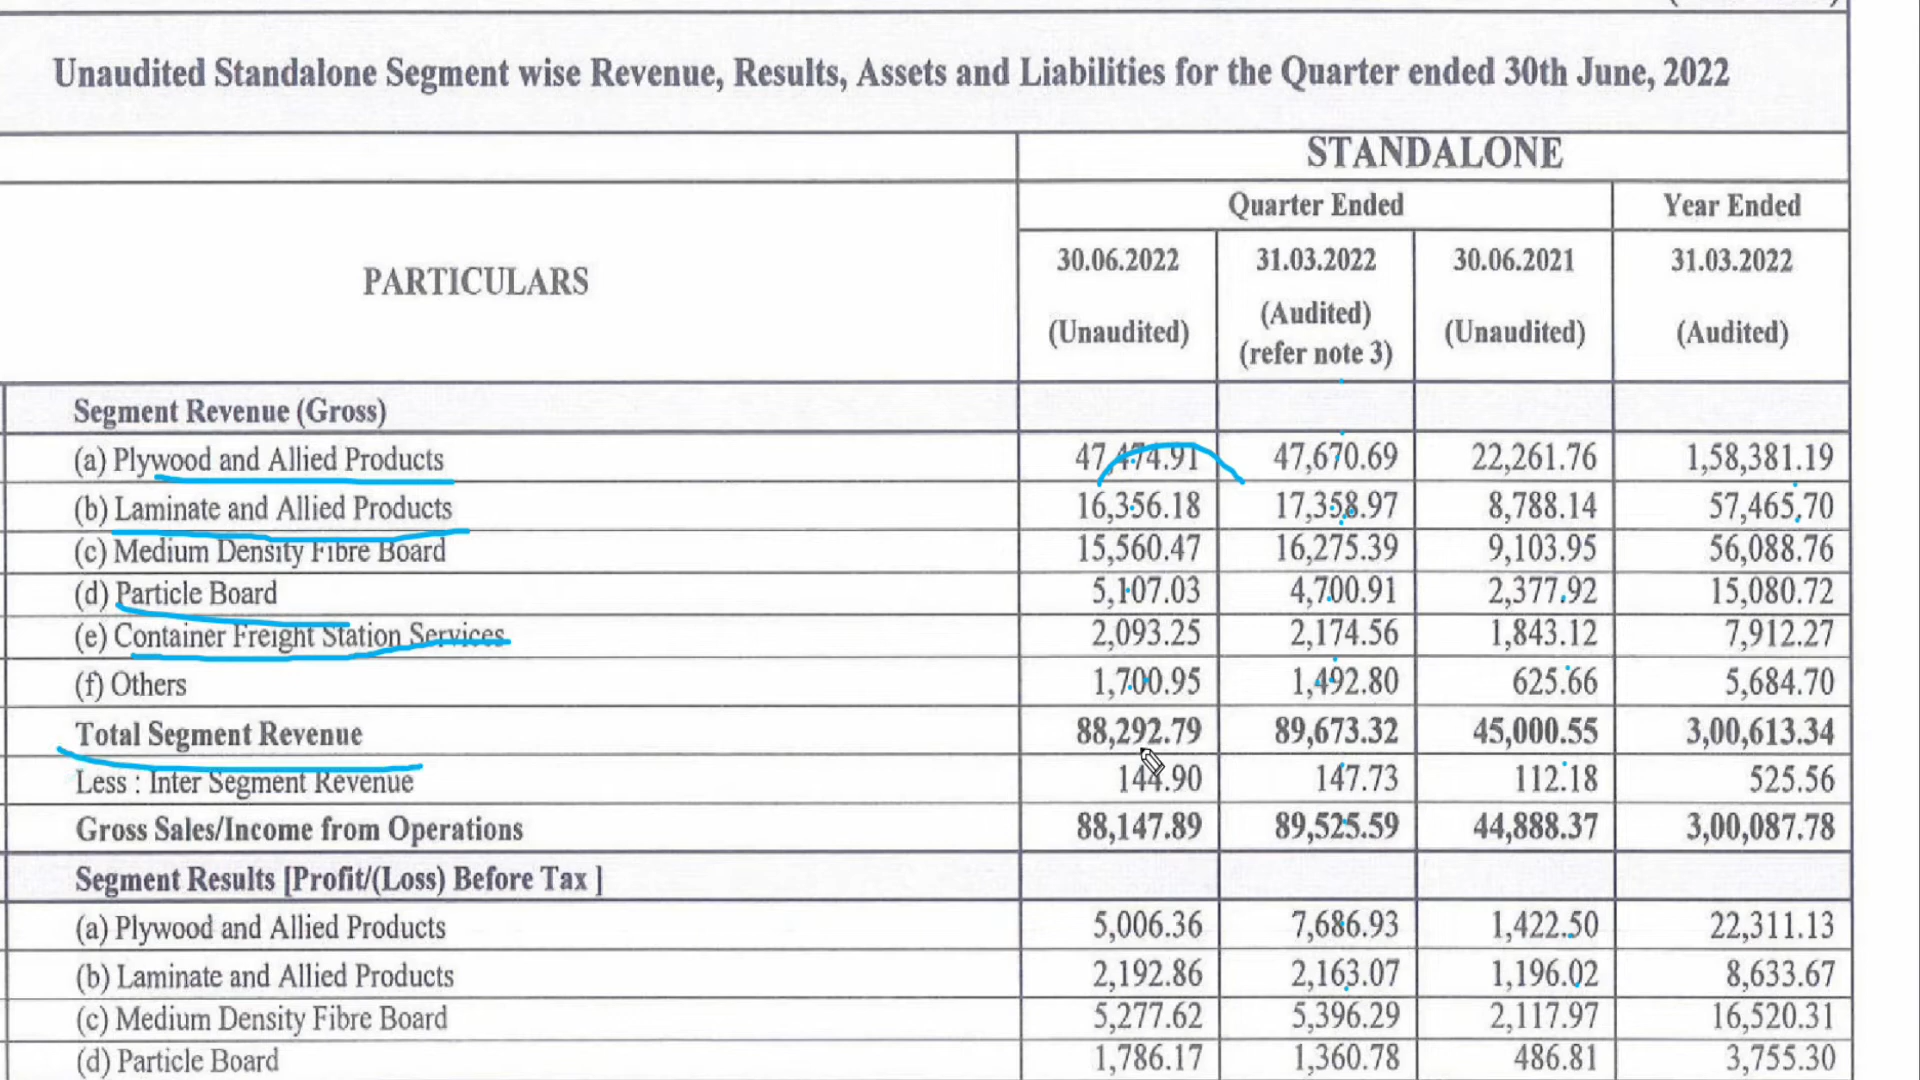 Unaudited Standalone Segment wise Revenue, Results, Assets and Liabilities for the Quarter ended 30th June, 2022
STANDALONE
PARTICULARS
Quarter Ended Year Ended
30.06.2022 31.03.2022 30.06.2021 31.03.2022
(Unaudited) (Audited) (refer note 3) (Unaudited) (Audited)
Segment Revenue (Gross)
(a) Plywood and Allied Products 47,474.91 47,670.69 22,261.76 1,58,381.19
(b) Laminate and Allied Products 16,356.18 17,358.97 8,788.14 57,465.70
(c) Medium Density Fibre Board 15,560.47 16,275.39 9,103.95 56,088.76
(d) Particle Board 5,107.03 4,700.91 2,377.92 15,080.72
(e) Container Freight Station Services 2,093.25 2,174.56 1,843.12 7,912.27
(f) Others 1,700.95 1,492.80 625.66 5,684.70
Total Segment Revenue 88,292.79 89,673.32 45,000.55 3,00,613.34
Less : Inter Segment Revenue 144.90 147.73 112.18 525.56
Gross Sales/Income from Operations 88,147.89 89,525.59 44,888.37 3,00,087.78
Segment Results [Profit/(Loss) Before Tax ]
(a) Plywood and Allied Products 5,006.36 7,686.93 1,422.50 22,311.13
(b) Laminate and Allied Products 2,192.86 2,163.07 1,196.02 8,633.67
(c) Medium Density Fibre Board 5,277.62 5,396.29 2,117.97 16,520.31
(d) Particle Board 1,786.17 1,360.78 486.81 3,755.30